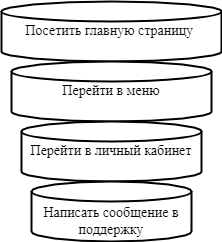 Посетить главную страницу
Перейти в меню
Перейти в личный кабинет
Написать сообщение в
поддержку